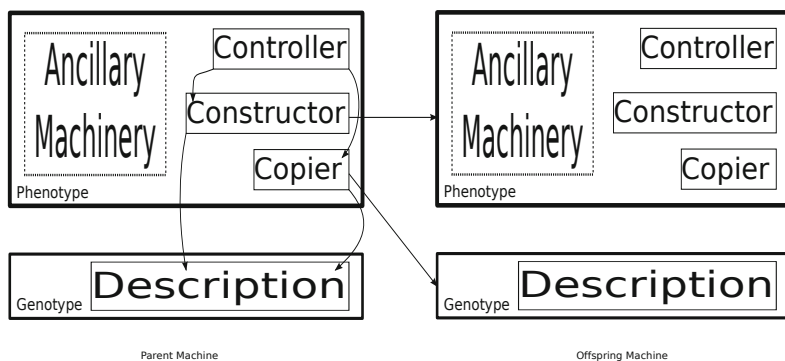 Ancillary
Machinery
Controller
Constructor
Copier
Phenotype
Genotype
Description
Parent Machine
Ancillary
Machinery
Controller
Constructor
Copier
Phenotype
Genotype
Description
Offspring Machine